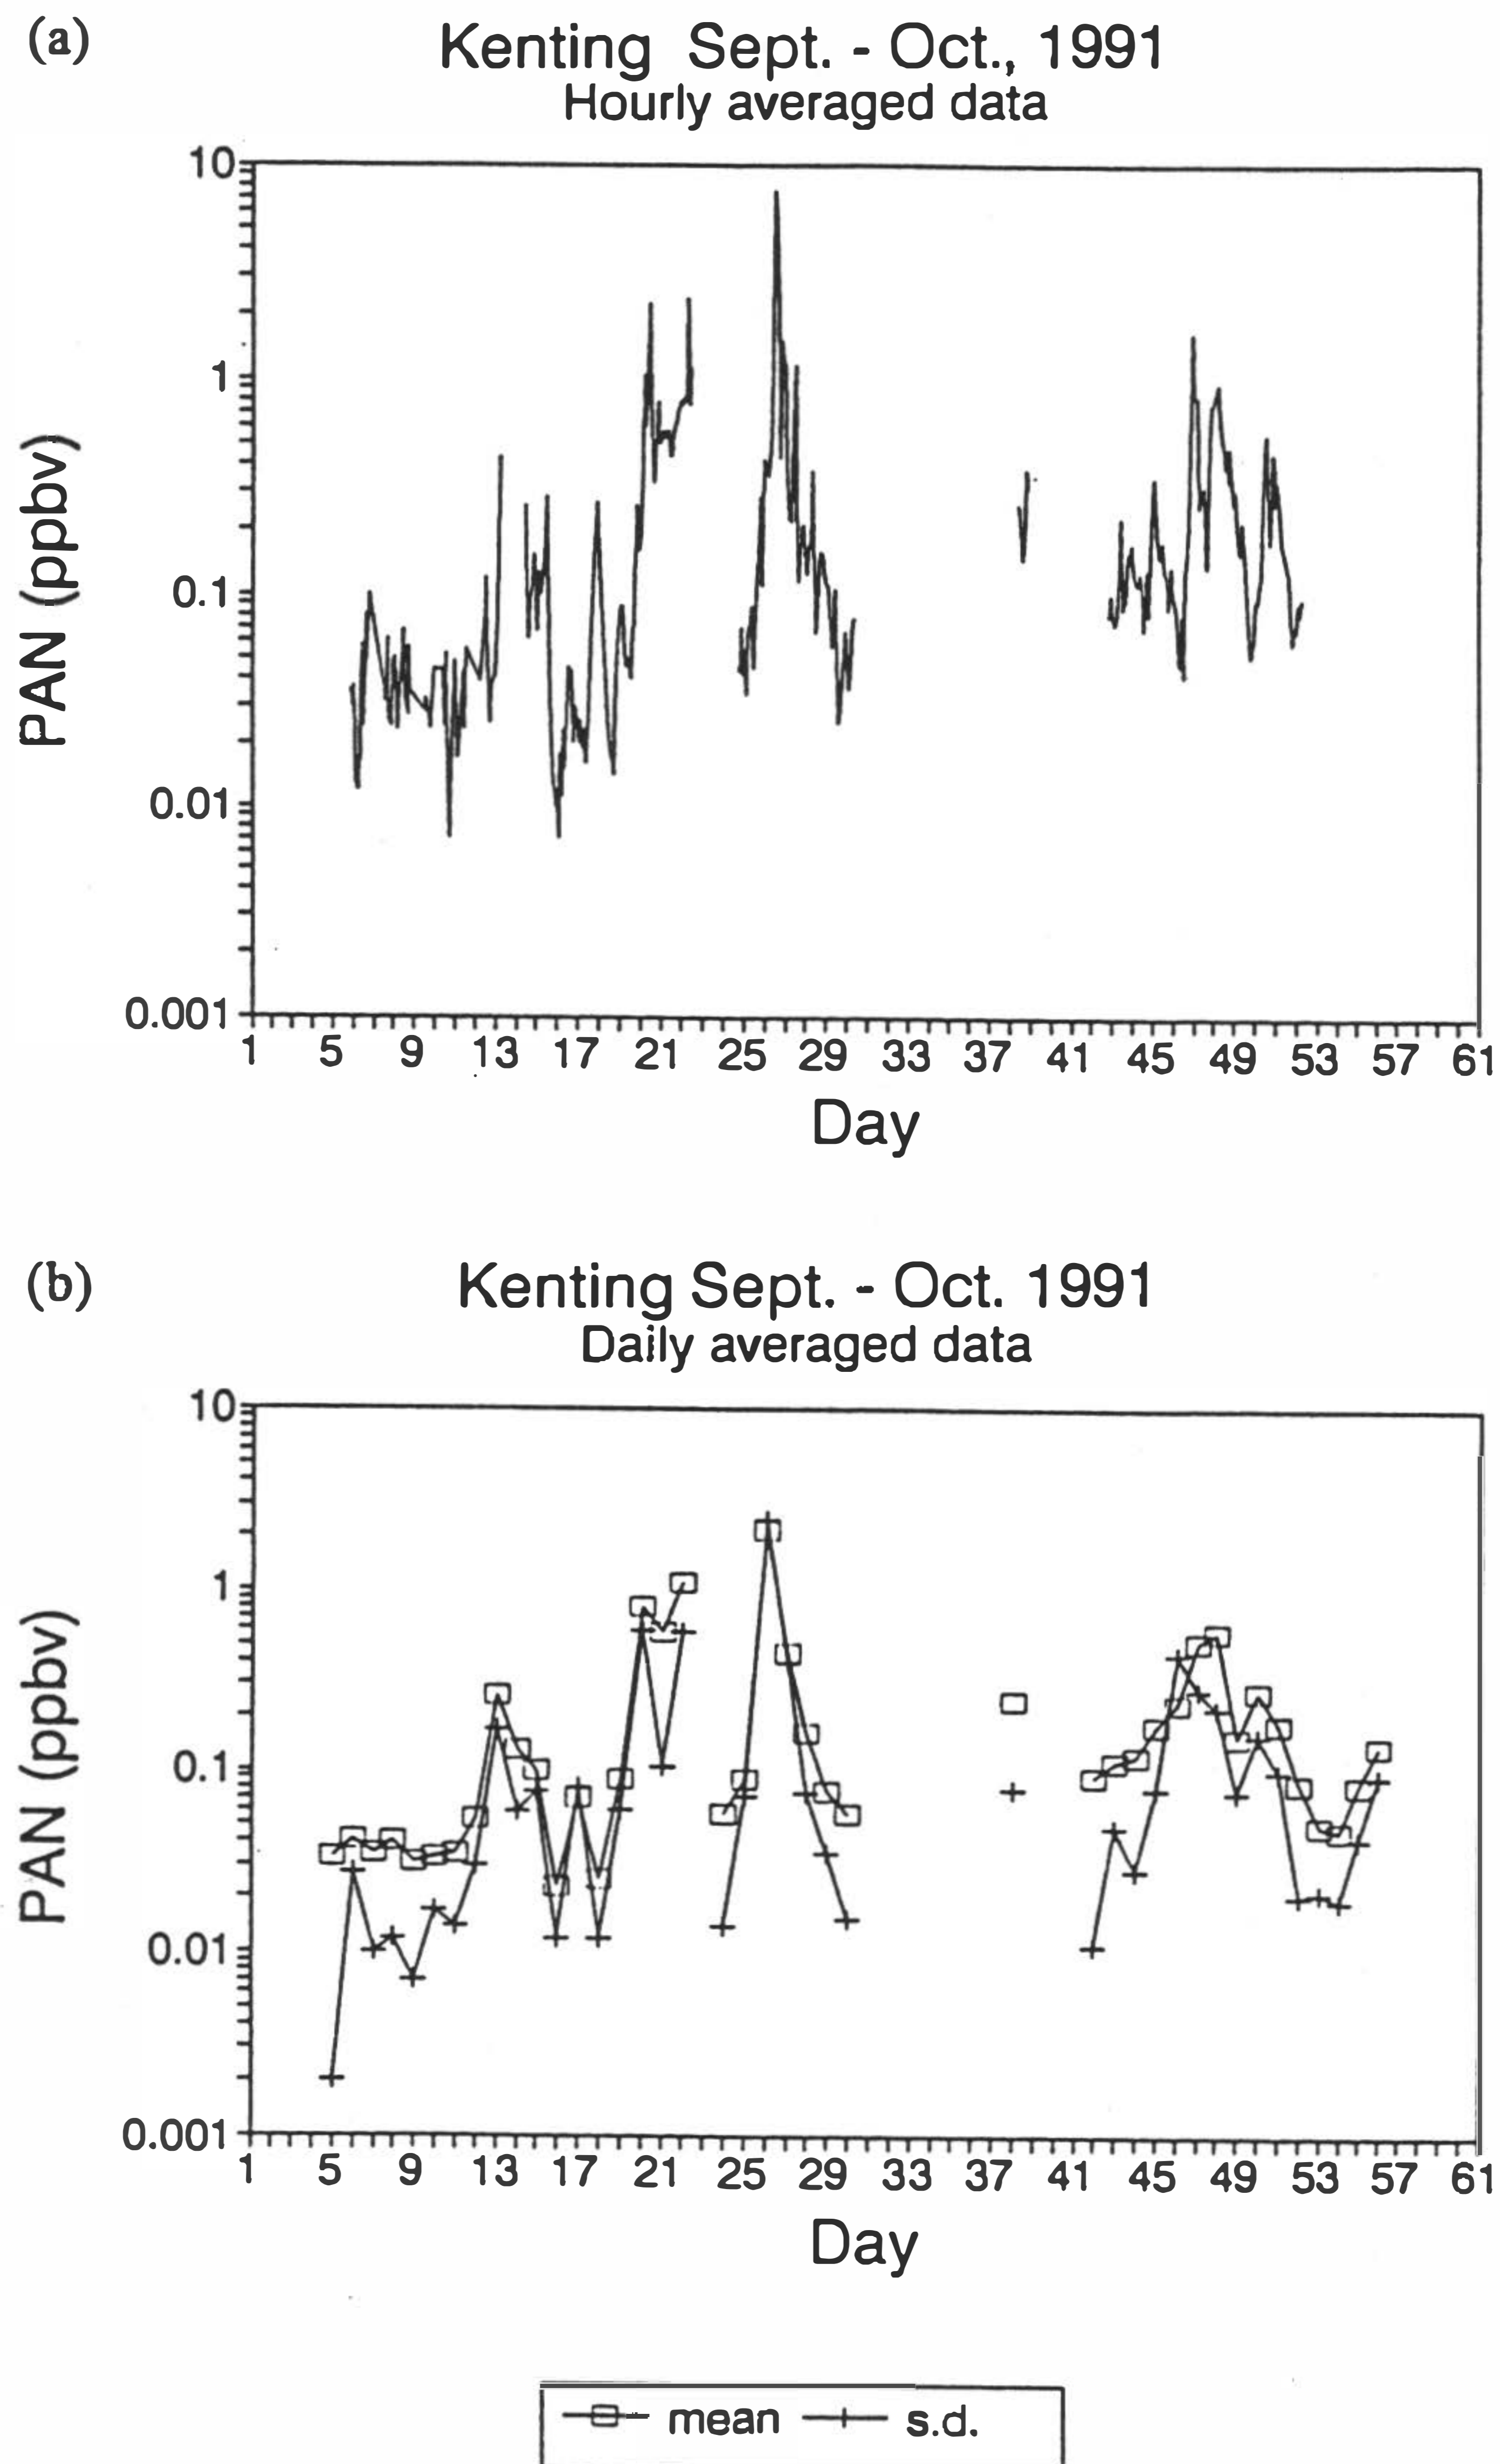 (a)
Kenting Sept. - Oct., 1991
Hourly averaged data
10
1
0.1
0.01
0.001
PAN (ppbv)
1 5 9 13 17 21 25 29 33 37 41 45 49 53 57 61
Day
(b)
Kenting Sept. - Oct. 1991
Daily averaged data
10
1
0.1
0.01
0.001
PAN (ppbv)
1 5 9 13 17 21 25 29 33 37 41 45 49 53 57 61
Day
mean s.d.